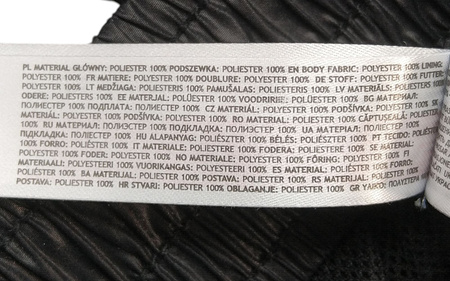 PL MATERIAL GŁÓWNY: POLIESTER 100% PODSZEWKA: POLIESTER 100% EN BODY FABRIC: POLYESTER 100% LINING:
POLYESTER 100% FR MATIERE: POLYESTER 100% DOUBLURE: POLYESTER 100% DE STOFF: POLYESTER 100% FUTTER:
POLYESTER 100% LT MEDŽIAGA: POLIESTERIS 100% PAMUŠALAS: POLIESTERIS 100% LV MATERIĀLS: POLIESTERS 100%
ODERE: POLIESTERS 100% EE MATERJAL: POLÜESTER 100% VOODRIRIIE: POLÜESTER 100% BG МАТЕРИАЛ:
ПОЛИЕСТЕР 100% ПОДПЛАТА: ПОЛИЕСТЕР 100% CZ MATERIÁL: POLYESTER 100% PODŠÍVKA: POLYESTER 100% SK
MATERIÁL: POLYESTER 100% PODŠÍVKA: POLYESTER 100% RO MATERIAL: POLIESTER 100% CĂPTUȘEALĂ: POLIESTER
100% RU МАТЕРИАЛ: ПОЛИЭСТЕР 100% ПОДКЛАДКА: ПОЛИЭСТЕР 100% UA МАТЕРІАЛ: ПОЛІЕСТЕР 100%
ПІДКЛАДКА: ПОЛІЕСТЕР 100% HU ALAPANYAG: POLIÉSZTER 100% BÉLÉS: POLIÉSZTER 100% PT TECIDO: POLIÉSTER
100% FORRO: POLIÉSTER 100% IT MATERIALE: POLIESTERE 100% FODERA: POLIESTERE 100% SE MATERIAL:
POLYESTER 100% FODER: POLYESTER 100% NO MATERIALE: POLYESTER 100% FÔRING: POLYESTER 100% FI
MATERIAALI: POLYESTEERI 100% VUORIKANGAS: POLYESTEERI 100% ES MATERIAL: POLIÉSTER 100% FORRO:
POLIÉSTER 100% BA MATERIJAL: POLIESTER 100% POSTAVA: POLIESTER 100% RS MATERIJAL: POLIESTER 100%
POSTAVA: POLIESTER 100% HR STVARI: POLIESTER 100% OBLAGANJE: POLIESTER 100% GR ΥΛΙΚΟ: ΠΟΛΥΕΣΤΕΡΑ